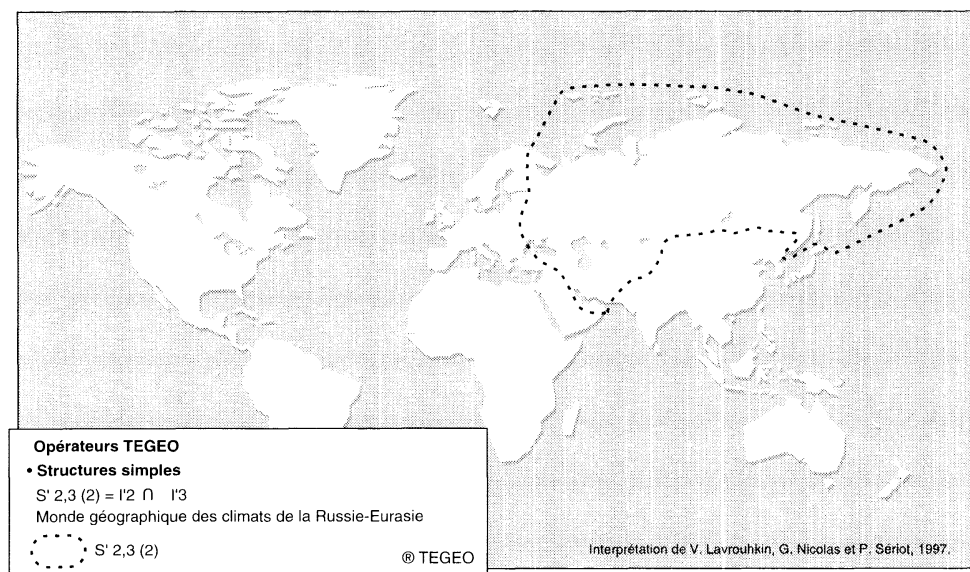 Opérateurs TEGEO
• Structures simples
S' 2,3 (2) = I'2 ∩ I'3
Monde géographique des climats de la Russie-Eurasie
S' 2,3 (2)
® TEGEO
Interprétation de V. Lavrouhkin, G. Nicolas et P. Sériot, 1997.